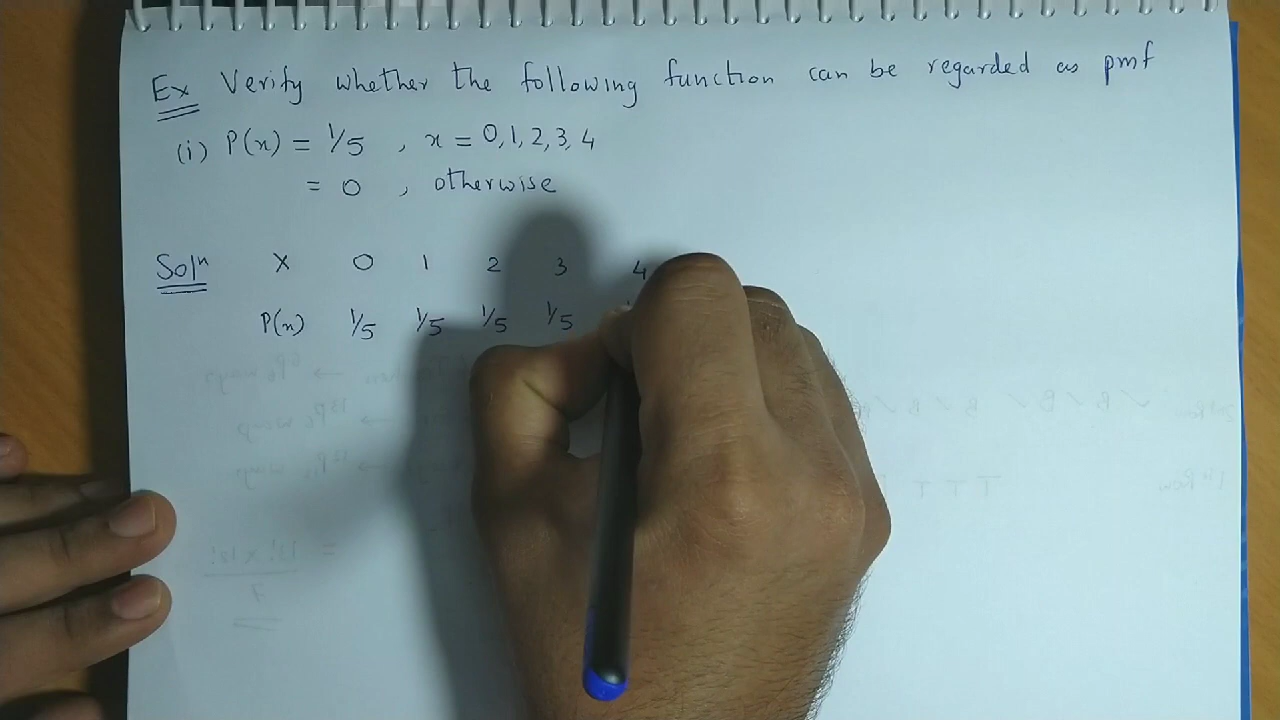 Ex Verify whether the following function can be regarded as pmf
(i) P(x) = 1/5 , x = 0,1,2,3,4
= 0 , otherwise
Solⁿ X 0 1 2 3 4
P(x) 1/5 1/5 1/5 1/5